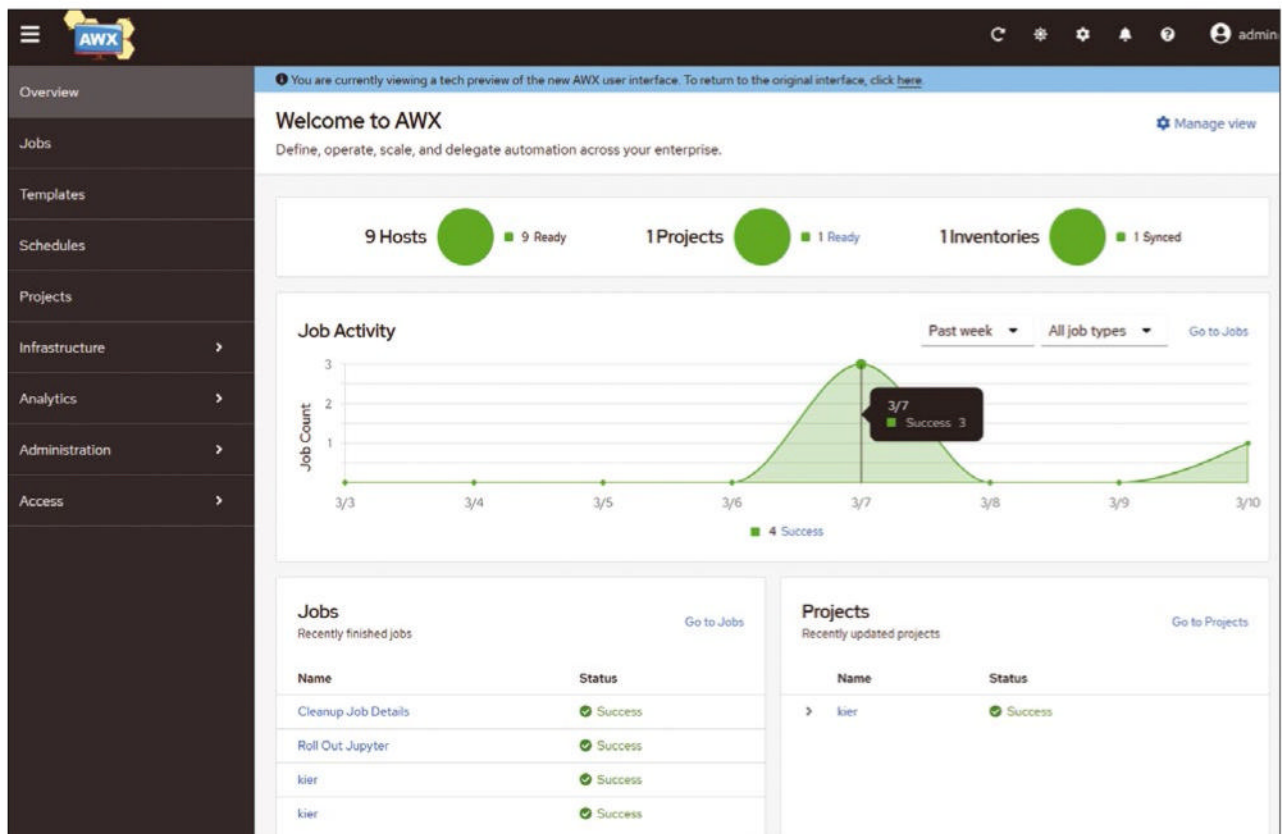 AWX
admin
Overview
Jobs
Templates
Schedules
Projects
Infrastructure
Analytics
Administration
Access
You are currently viewing a tech preview of the new AWX user interface. To return to the original interface, click here.
Welcome to AWX
Manage view
Define, operate, scale, and delegate automation across your enterprise.
9 Hosts 9 Ready 1 Projects 1 Ready 1 Inventories 1 Synced
Job Activity Past week All job types Go to Jobs
Job Count
3
2
1
3/7
Success 3
3/3 3/4 3/5 3/6 3/7 3/8 3/9 3/10
4 Success
Jobs
Recently finished jobs
Go to Jobs
Name Status
Cleanup Job Details Success
Roll Out Jupyter Success
kier Success
kier Success
Projects
Recently updated projects
Go to Projects
Name Status
kier Success